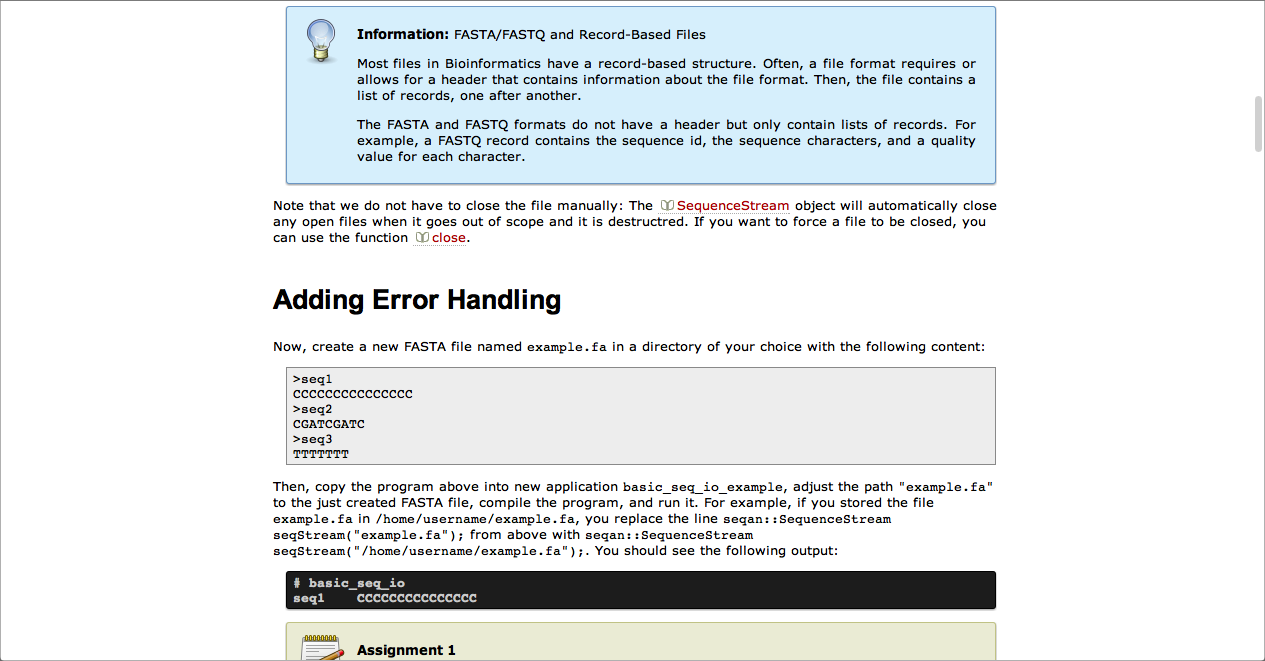 Information: FASTA/FASTQ and Record-Based Files
Most files in Bioinformatics have a record-based structure. Often, a file format requires or
allows for a header that contains information about the file format. Then, the file contains a
list of records, one after another.
The FASTA and FASTQ formats do not have a header but only contain lists of records. For
example, a FASTQ record contains the sequence id, the sequence characters, and a quality
value for each character.
Note that we do not have to close the file manually: The SequenceStream object will automatically close
any open files when it goes out of scope and it is destructred. If you want to force a file to be closed, you
can use the function close.
Adding Error Handling
Now, create a new FASTA file named example.fa in a directory of your choice with the following content:
>seq1
CCCCCCCCCCCCCCC
>seq2
CGATCGATC
>seq3
TTTTTTT
Then, copy the program above into new application basic_seq_io_example, adjust the path "example.fa"
to the just created FASTA file, compile the program, and run it. For example, if you stored the file
example.fa in /home/username/example.fa, you replace the line seqan::SequenceStream
seqStream("example.fa"); from above with seqan::SequenceStream
seqStream("/home/username/example.fa");. You should see the following output:
# basic_seq_io
seq1    CCCCCCCCCCCCCCC
Assignment 1